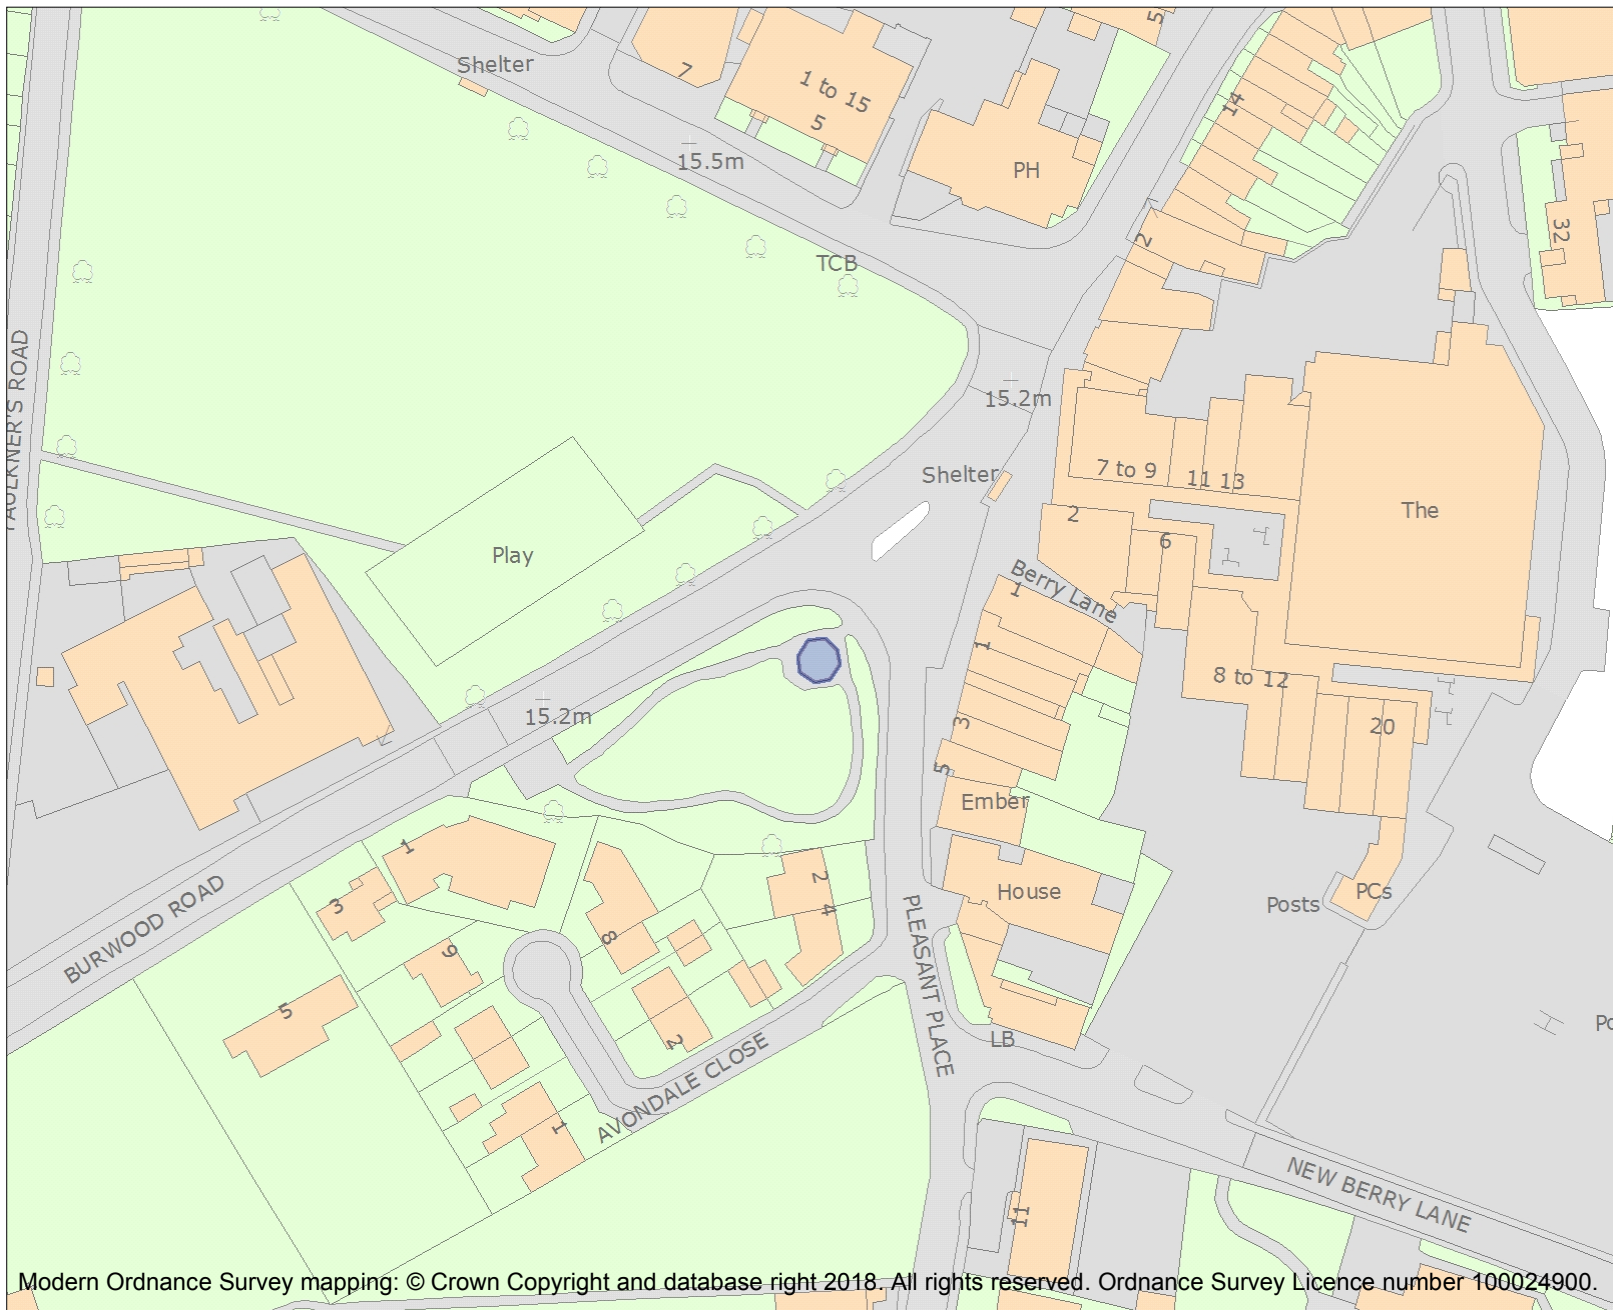 5
Shelter
7
1 to 15
5
14
15.5m
PH
32
2
TCB
FAULKNER'S ROAD
15.2m
Shelter
7 to 9
11 13
The
2
6
Play
Berry Lane
1
1
8 to 12
15.2m
3
20
5
Ember
1
2
House
PCs
Posts
3
4
BURWOOD ROAD
8
9
PLEASANT PLACE
5
2
LB
Po
AVONDALE CLOSE
1
NEW BERRY LANE
11
Modern Ordnance Survey mapping: © Crown Copyright and database right 2018. All rights reserved. Ordnance Survey Licence number 100024900.